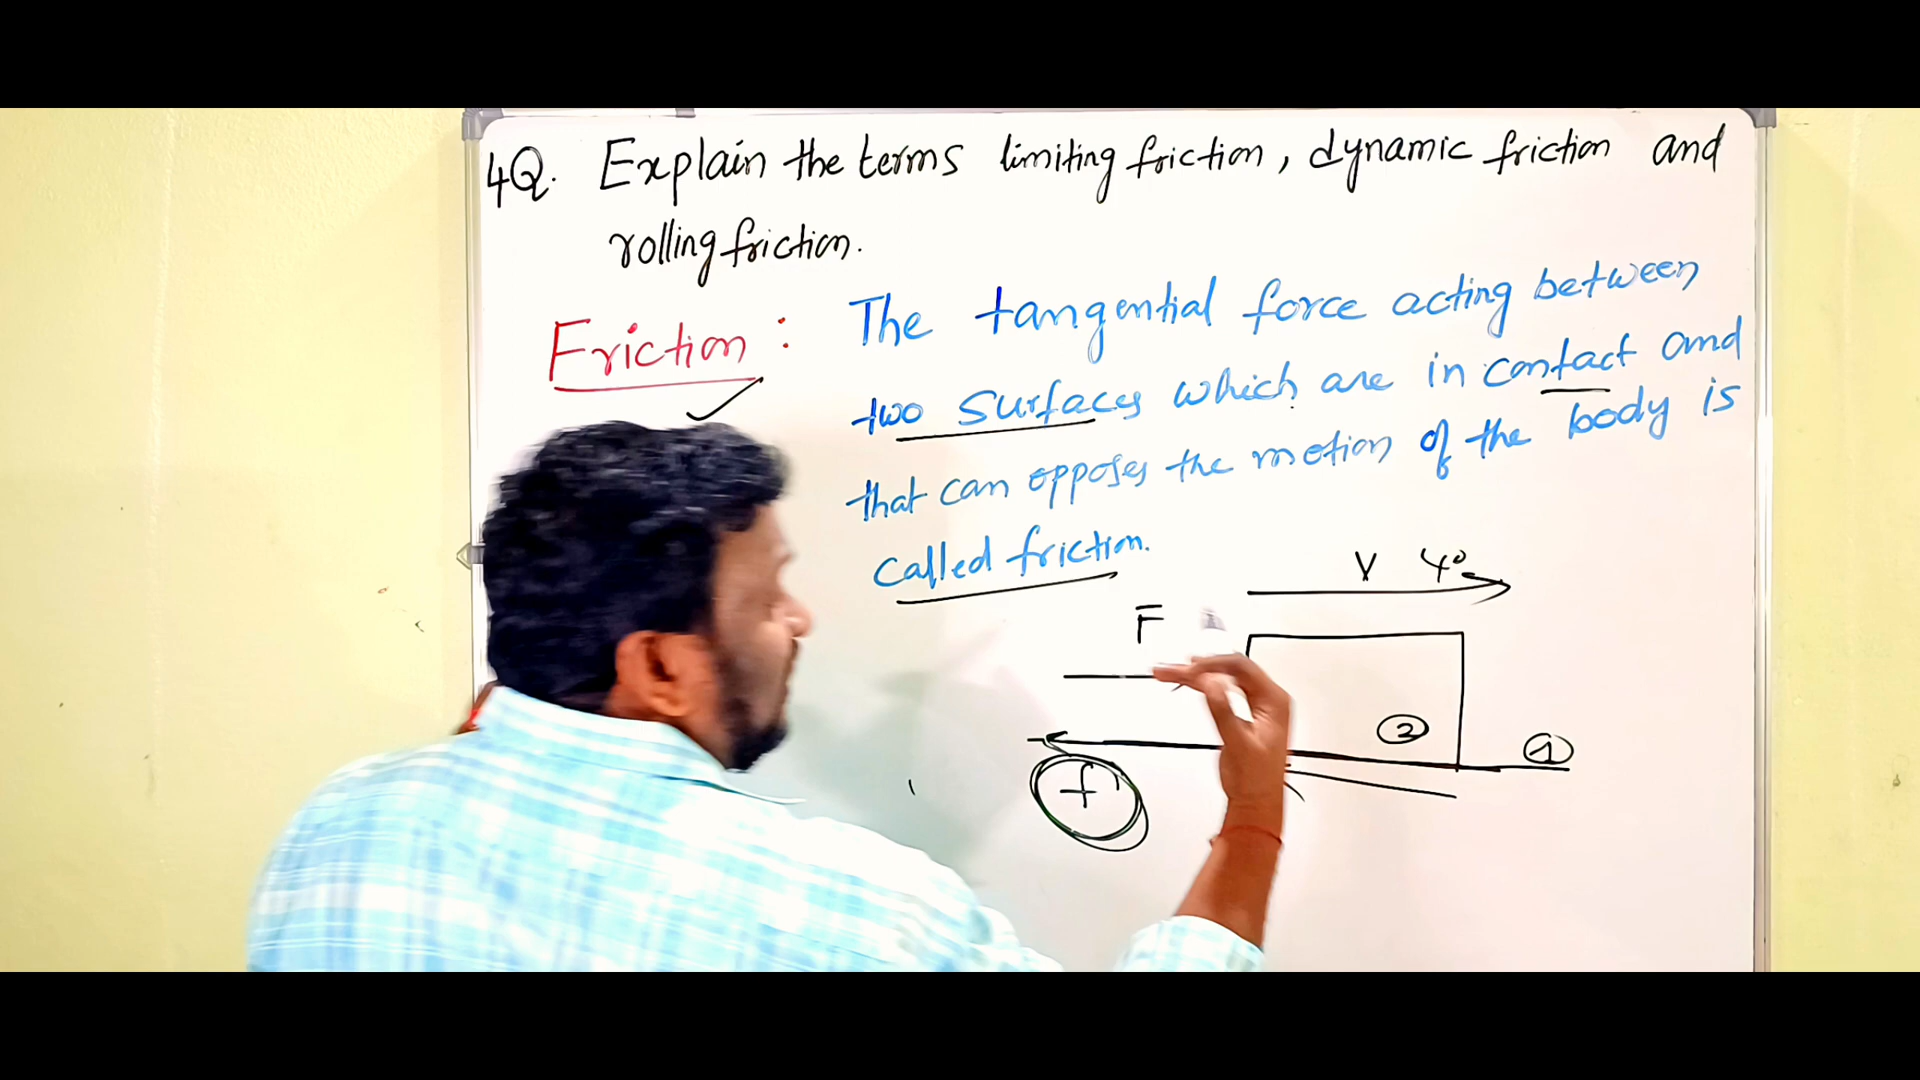 4Q. Explain the terms limiting friction, dynamic friction and
rolling friction.
Friction :
The tangential force acting between
two surfaces which are in contact and
that can opposes the motion of the body is
called friction.
V
F
2
1
f